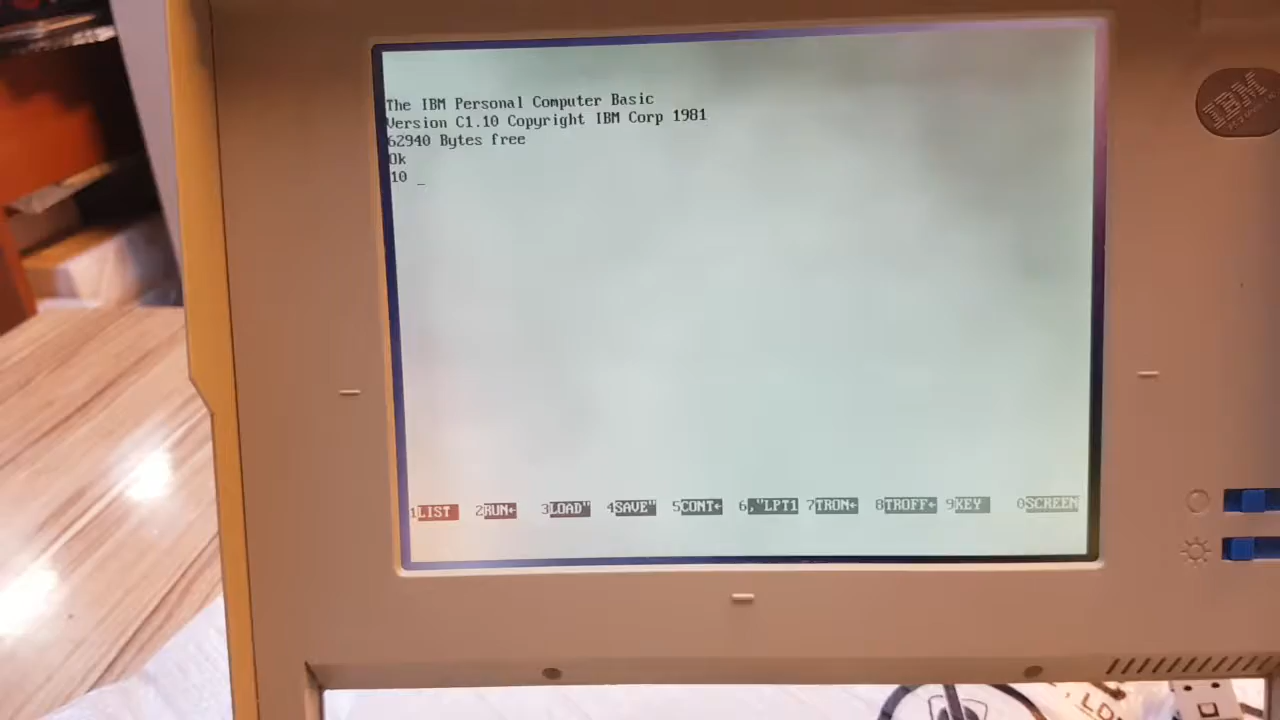 The IBM Personal Computer Basic
Version C1.10 Copyright IBM Corp 1981
62940 Bytes free
Ok
10 _
1LIST 2RUN← 3LOAD" 4SAVE" 5CONT← 6,"LPT1 7TRON← 8TROFF← 9KEY 0SCREEN
IBM